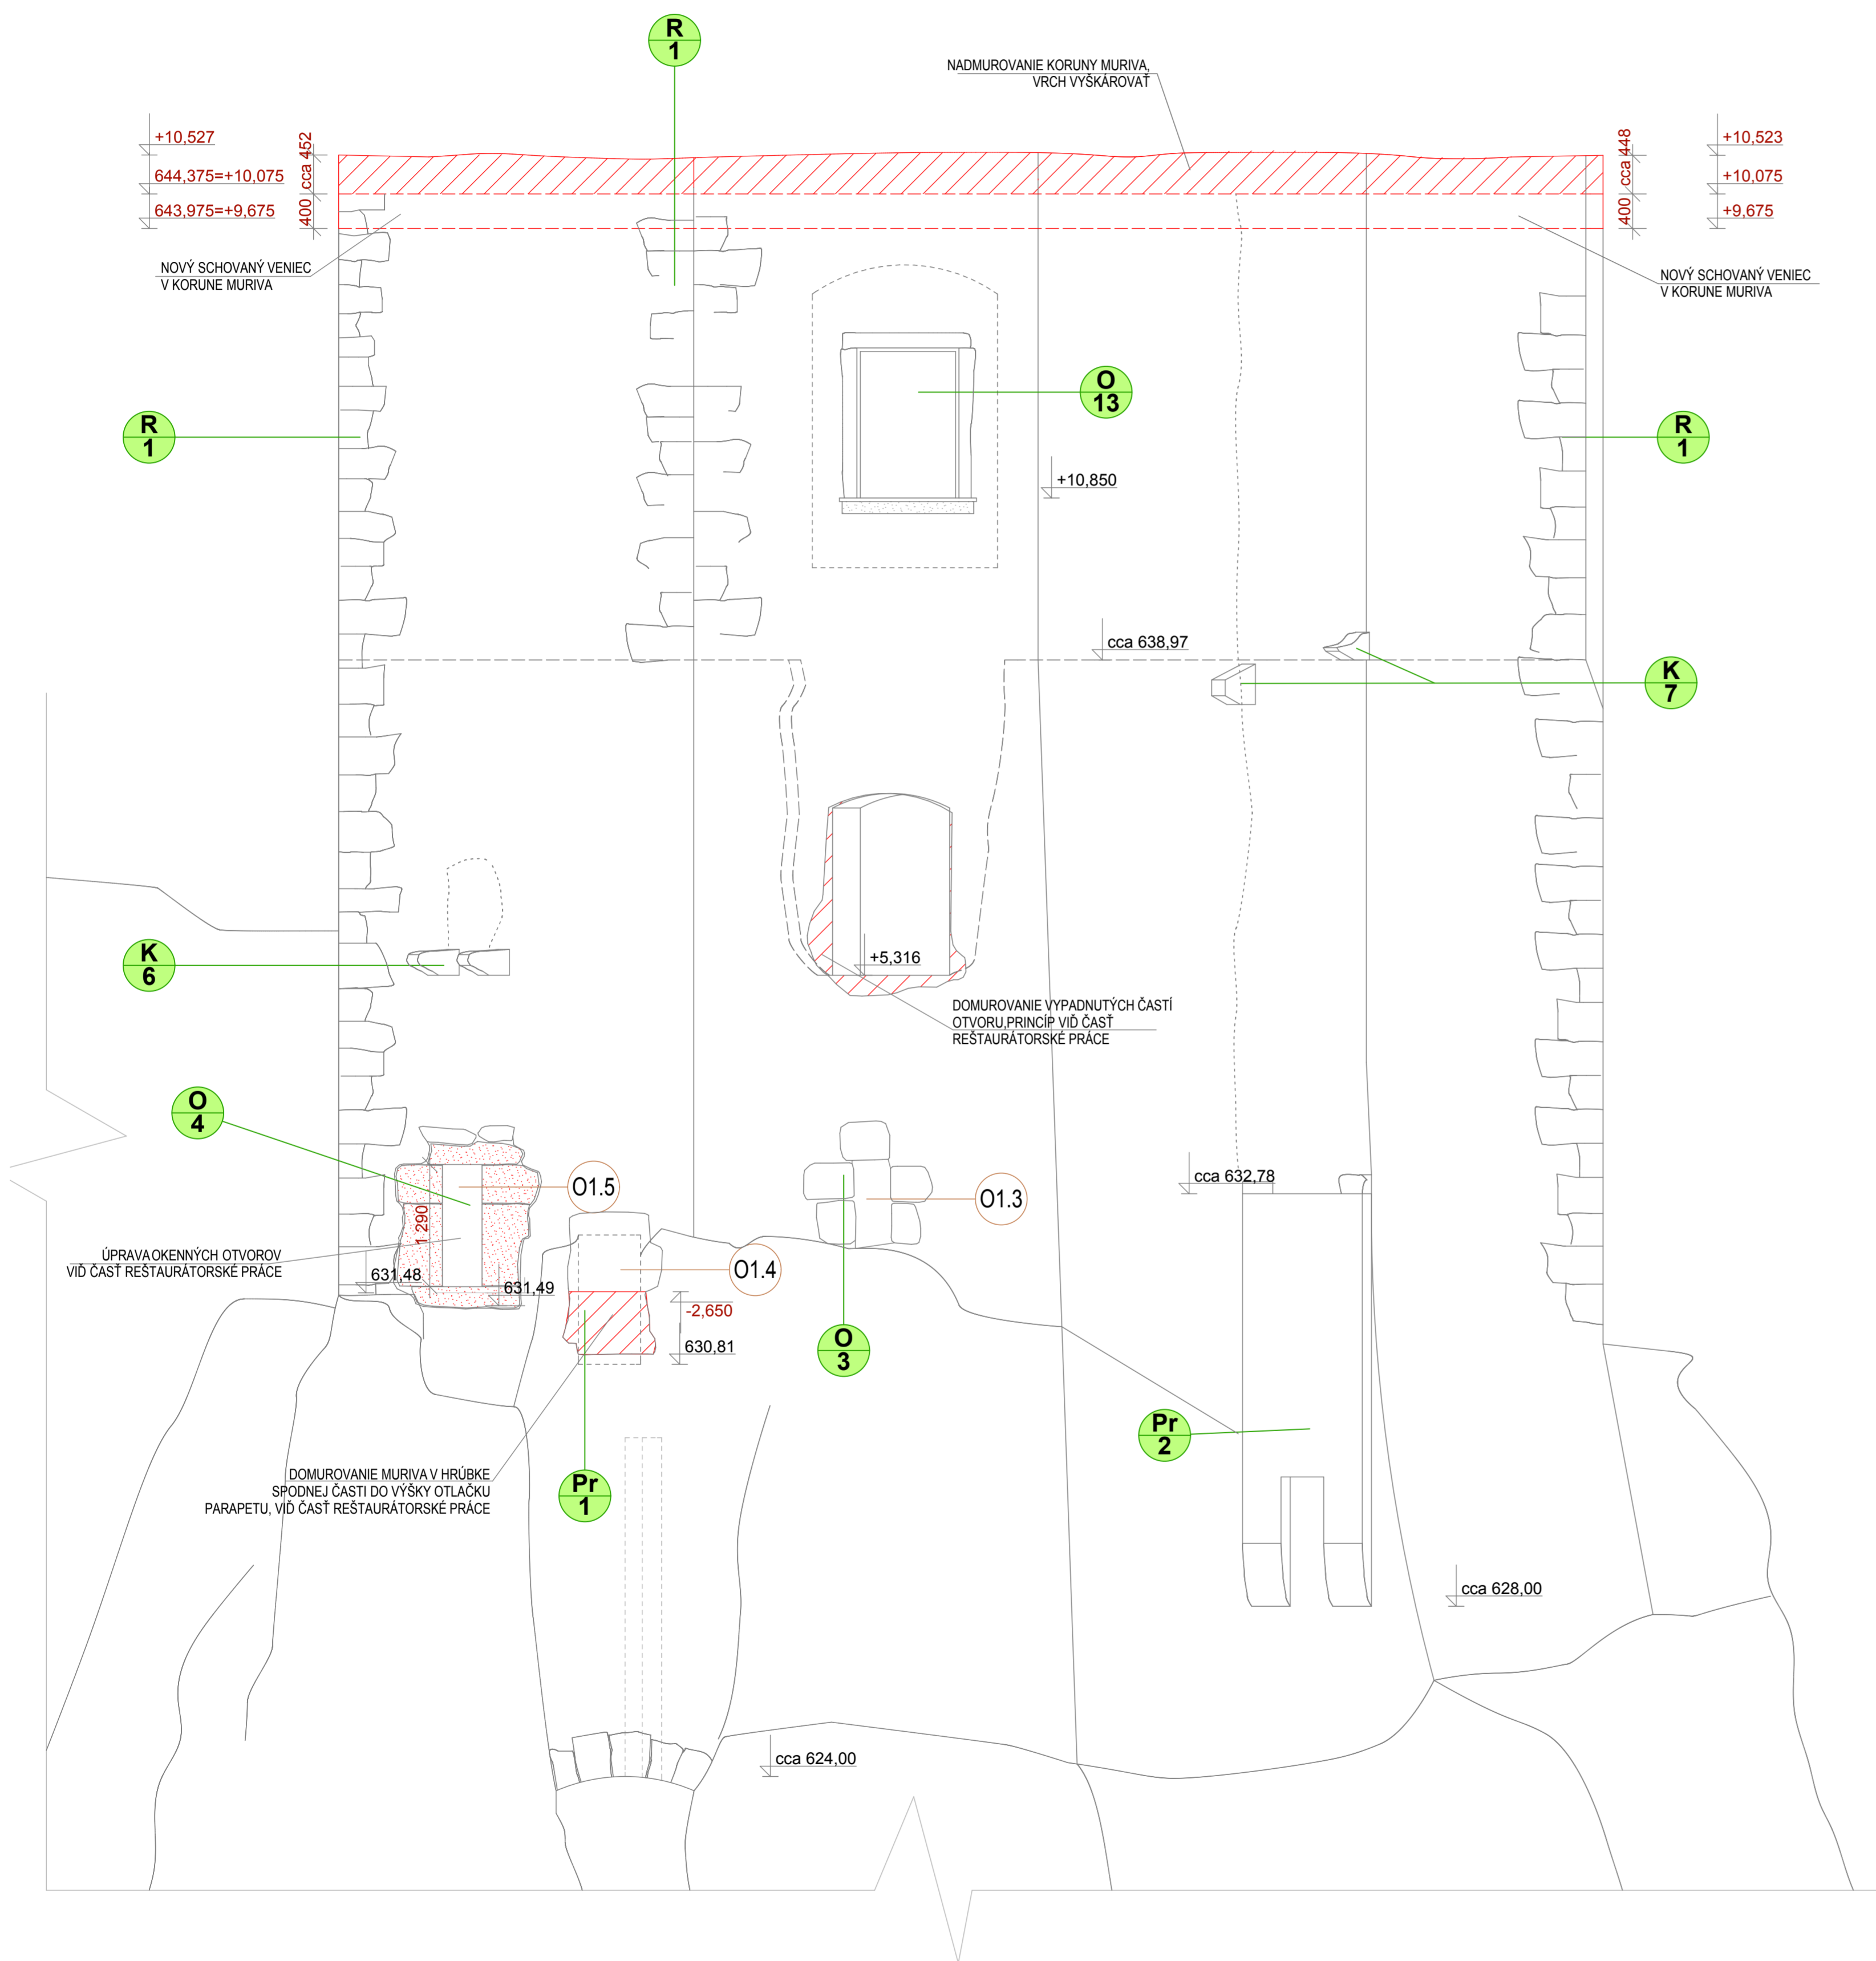 R
1
NADMUROVANIE KORUNY MURIVA,
VRCH VYŠKÁROVAŤ
+10,527
644,375=+10,075
643,975=+9,675
cca 452
400
cca 448
400
+10,523
+10,075
+9,675
NOVÝ SCHOVANÝ VENIEC
V KORUNE MURIVA
NOVÝ SCHOVANÝ VENIEC
V KORUNE MURIVA
O
13
R
1
R
1
+10,850
cca 638,97
K
7
K
6
+5,316
DOMUROVANIE VYPADNUTÝCH ČASTÍ
OTVORU,PRINCÍP VIĎ ČASŤ
REŠTAURÁTORSKÉ PRÁCE
O
4
O1.5
O1.3
cca 632,78
1 290
ÚPRAVA OKENNÝCH OTVOROV
VIĎ ČASŤ REŠTAURÁTORSKÉ PRÁCE
631,48
631,49
O1.4
-2,650
630,81
O
3
Pr
2
DOMUROVANIE MURIVA V HRÚBKE
SPODNEJ ČASTI DO VÝŠKY OTLAČKU
PARAPETU, VIĎ ČASŤ REŠTAURÁTORSKÉ PRÁCE
Pr
1
cca 628,00
cca 624,00